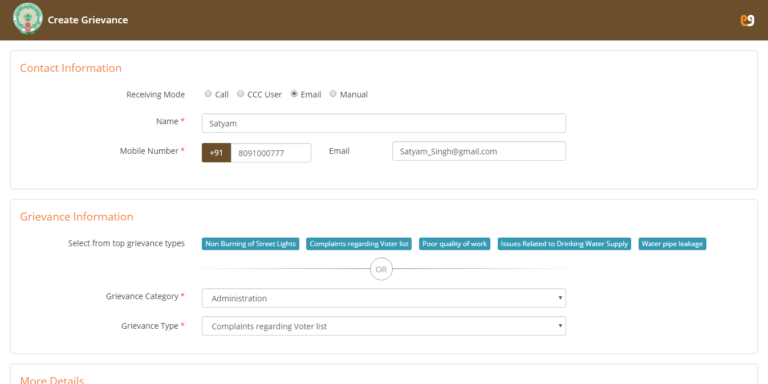 Create Grievance
Contact Information
Receiving Mode Call CCC User Email Manual
Name * Satyam
Mobile Number * +91 8091000777 Email Satyam_Singh@gmail.com
Grievance Information
Select from top grievance types Non Burning of Street Lights Complaints regarding Voter list Poor quality of work Issues Related to Drinking Water Supply Water pipe leakage
OR
Grievance Category * Administration
Grievance Type * Complaints regarding Voter list
More Details